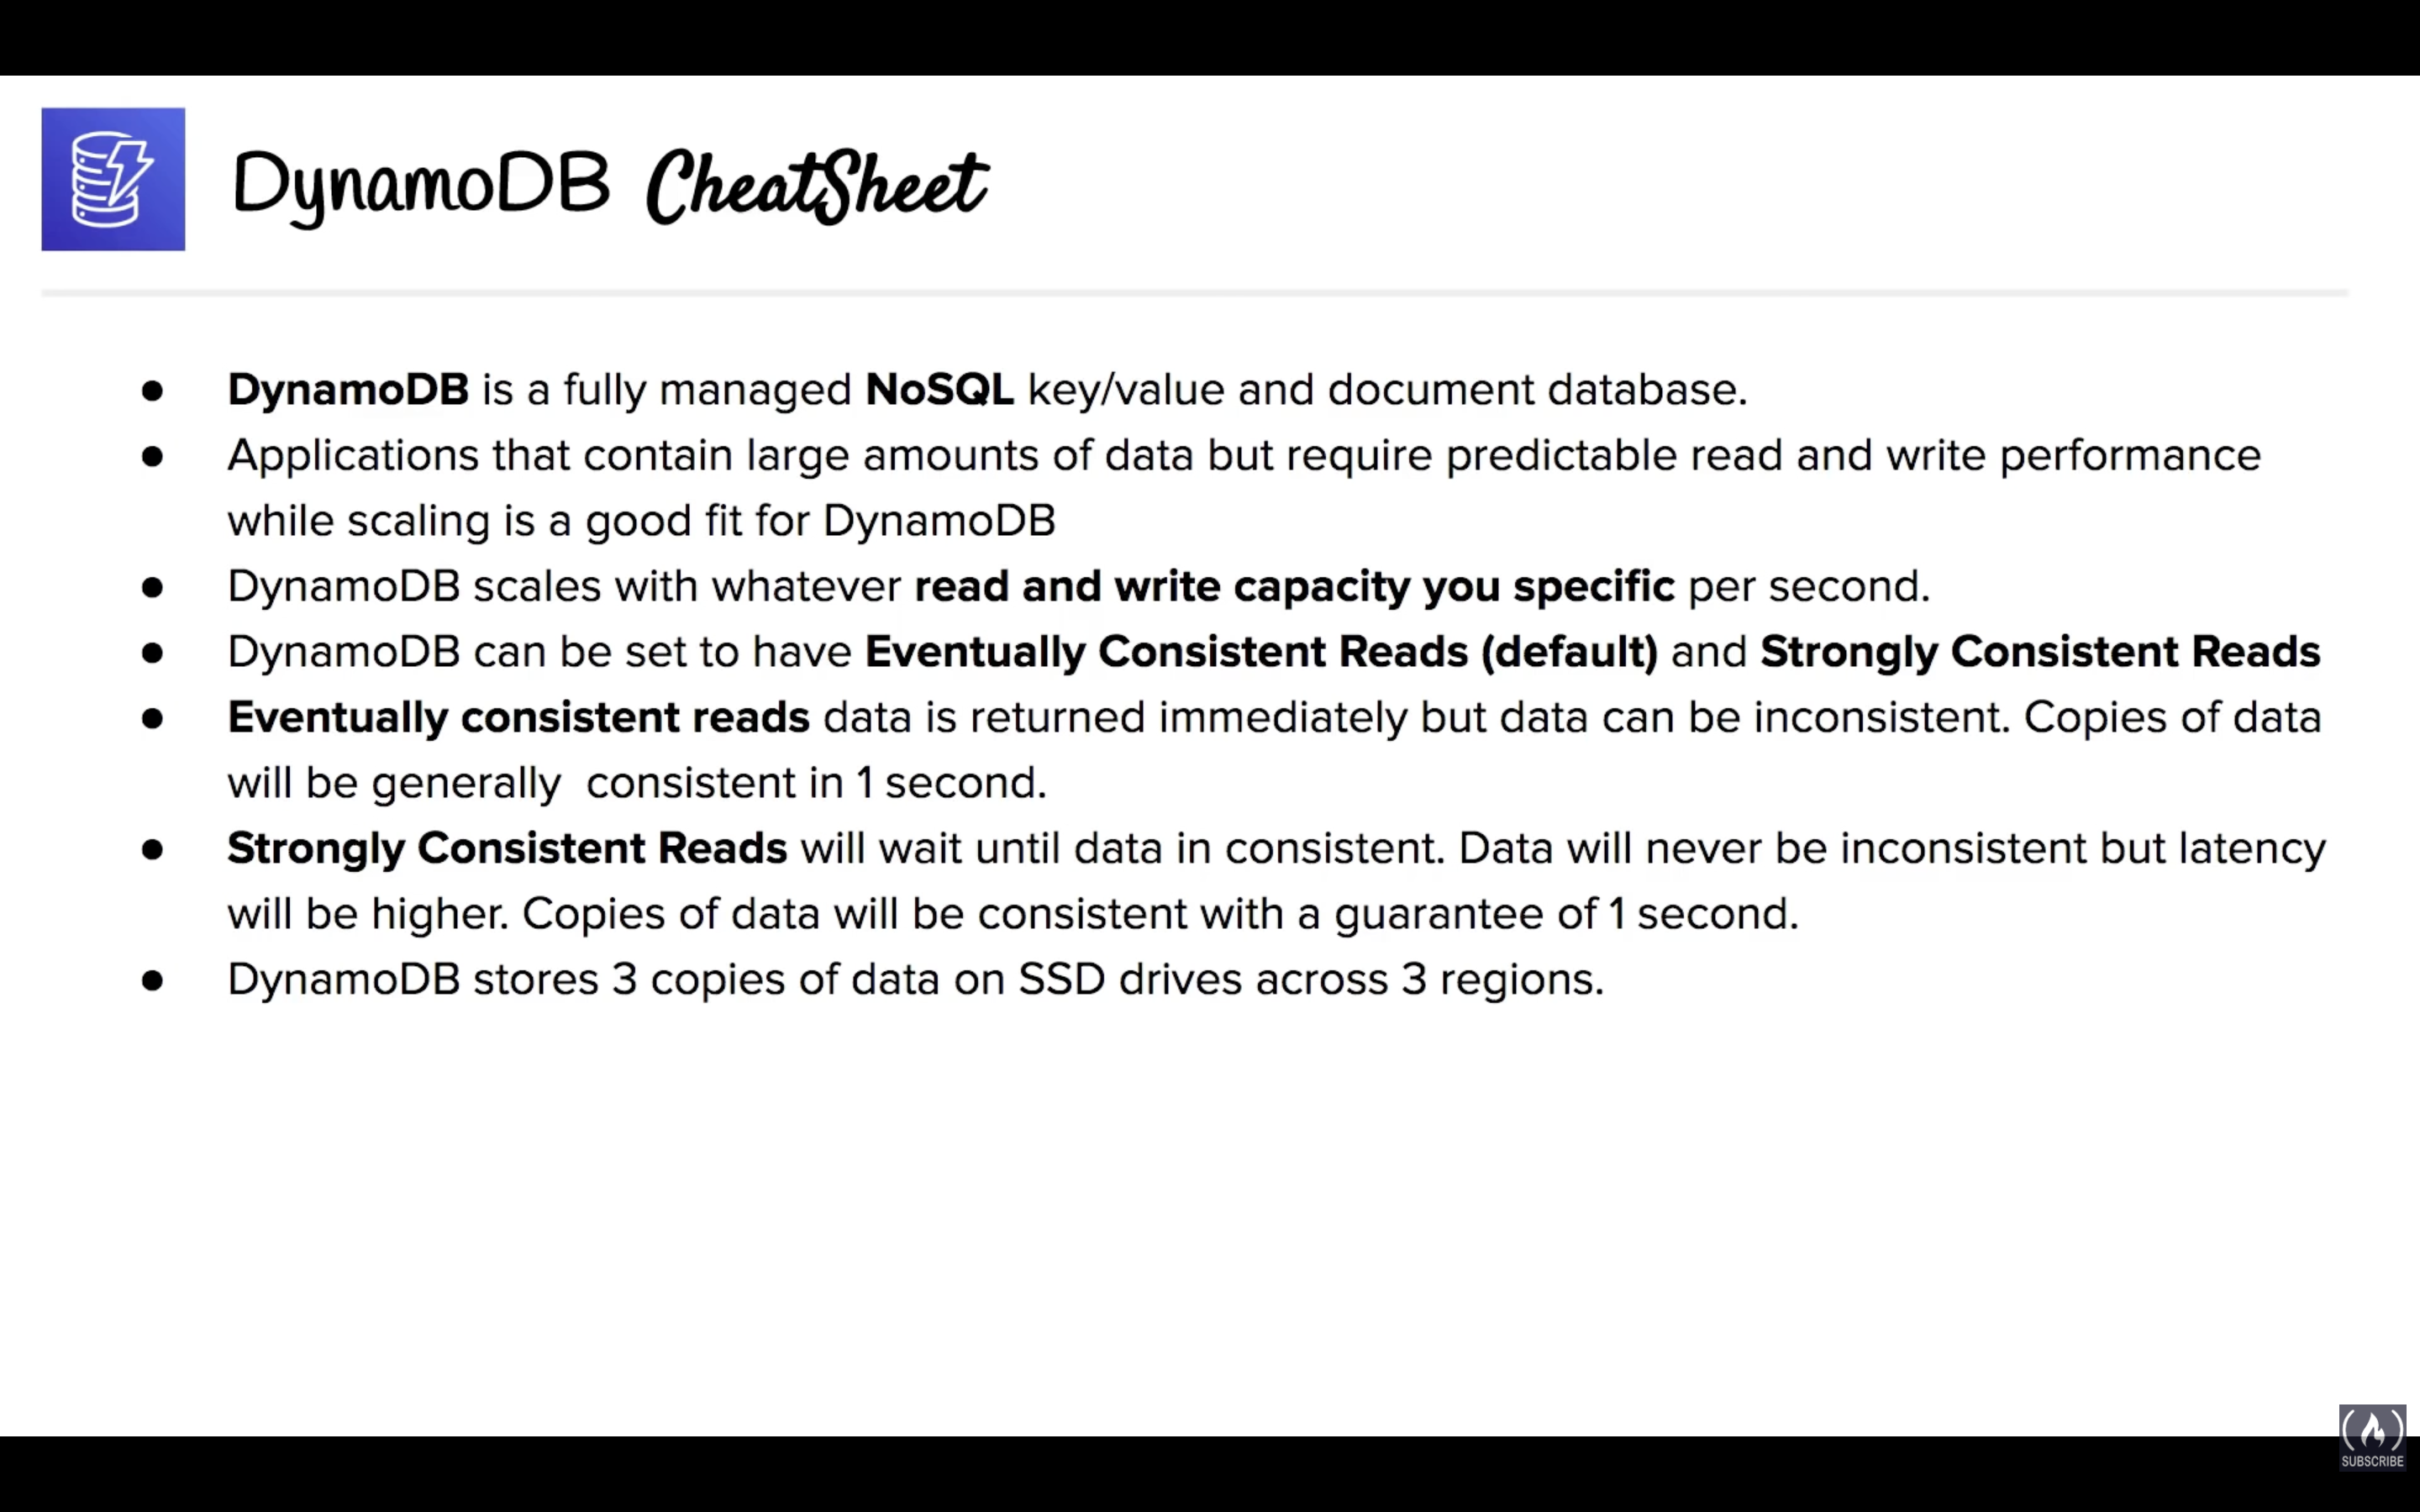 DynamoDB CheatSheet
● DynamoDB is a fully managed NoSQL key/value and document database.
● Applications that contain large amounts of data but require predictable read and write performance
while scaling is a good fit for DynamoDB
● DynamoDB scales with whatever read and write capacity you specific per second.
● DynamoDB can be set to have Eventually Consistent Reads (default) and Strongly Consistent Reads
● Eventually consistent reads data is returned immediately but data can be inconsistent. Copies of data
will be generally  consistent in 1 second.
● Strongly Consistent Reads will wait until data in consistent. Data will never be inconsistent but latency
will be higher. Copies of data will be consistent with a guarantee of 1 second.
● DynamoDB stores 3 copies of data on SSD drives across 3 regions.
SUBSCRIBE